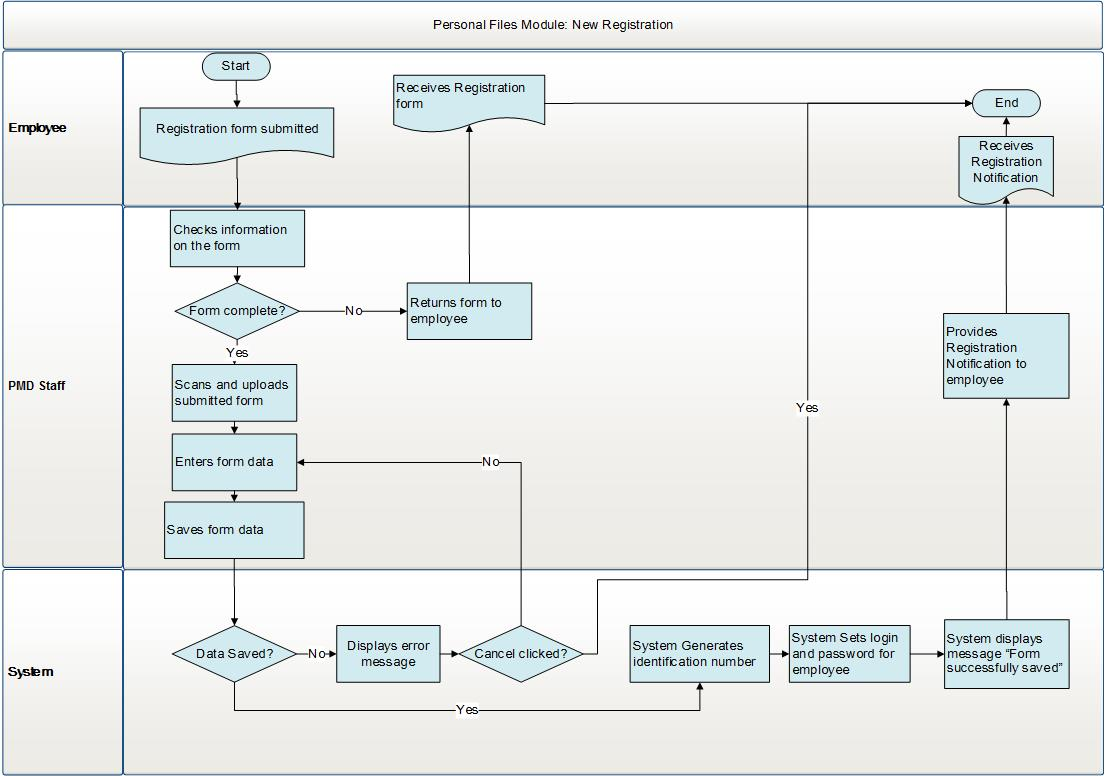 Personal Files Module: New Registration
Employee
Start
Registration form submitted
Receives Registration
form
End
Receives
Registration
Notification
PMD Staff
Checks information
on the form
Form complete?
No
Returns form to
employee
Yes
Scans and uploads
submitted form
Enters form data
No
Saves form data
Yes
Provides
Registration
Notification to
employee
System
Data Saved?
No
Displays error
message
Cancel clicked?
System Generates
identification number
System Sets login
and password for
employee
System displays
message “Form
successfully saved”
Yes